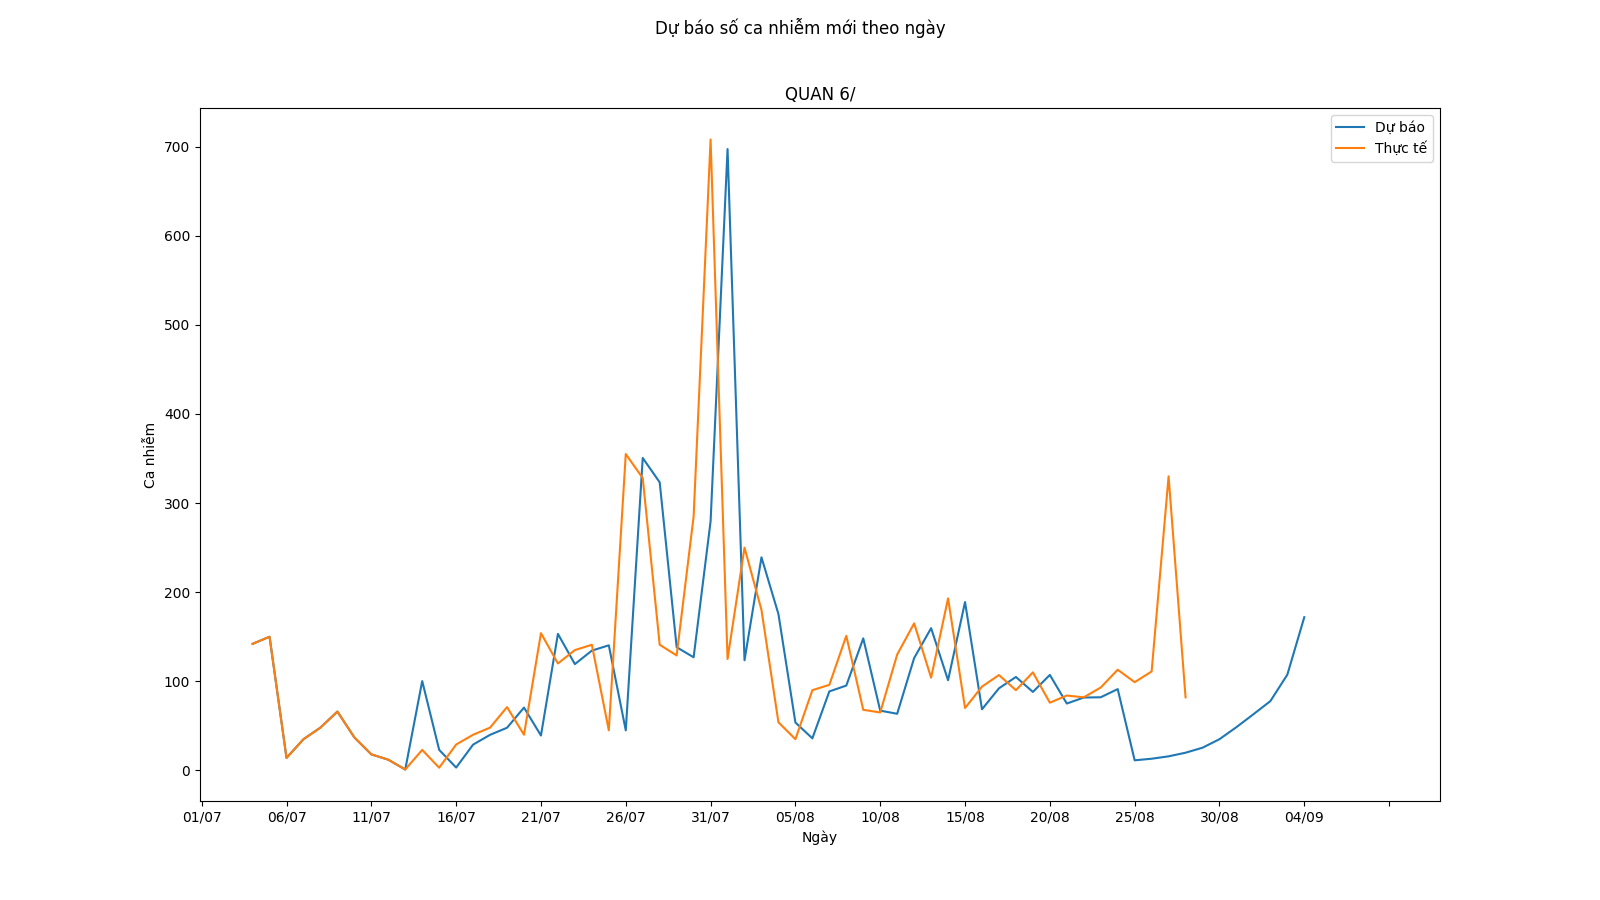 Dự báo số ca nhiễm mới theo ngày
QUAN 6/
Dự báo
Thực tế
700
600
500
400
300
200
100
0
Ca nhiễm
01/07 06/07 11/07 16/07 21/07 26/07 31/07 05/08 10/08 15/08 20/08 25/08 30/08 04/09
Ngày